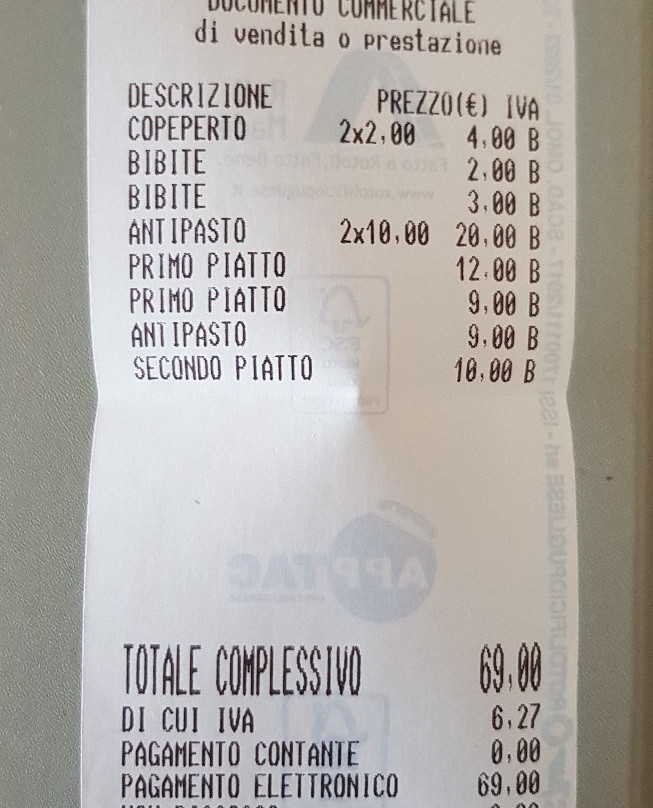 DOCUMENTO COMMERCIALE
di vendita o prestazione
DESCRIZIONE PREZZO(€) IVA
COPEPERTO 2x2,00 4,00 B
BIBITE 2,00 B
BIBITE 3,00 B
ANTIPASTO 2x10,00 20,00 B
PRIMO PIATTO 12,00 B
PRIMO PIATTO 9,00 B
ANTIPASTO 9,00 B
SECONDO PIATTO 10,00 B
APPTAC
TOTALE COMPLESSIVO 69,00
DI CUI IVA 6,27
PAGAMENTO CONTANTE 0,00
PAGAMENTO ELETTRONICO 69,00